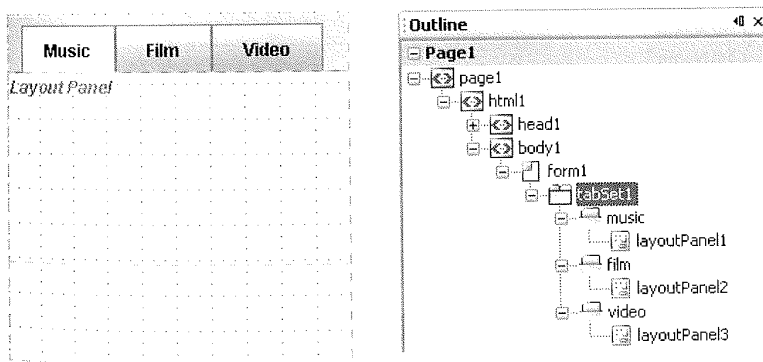 Music
Film
Video
Layout Panel
Outline
Page1
page1
html1
head1
body1
form1
tabSet1
music
layoutPanel1
film
layoutPanel2
video
layoutPanel3